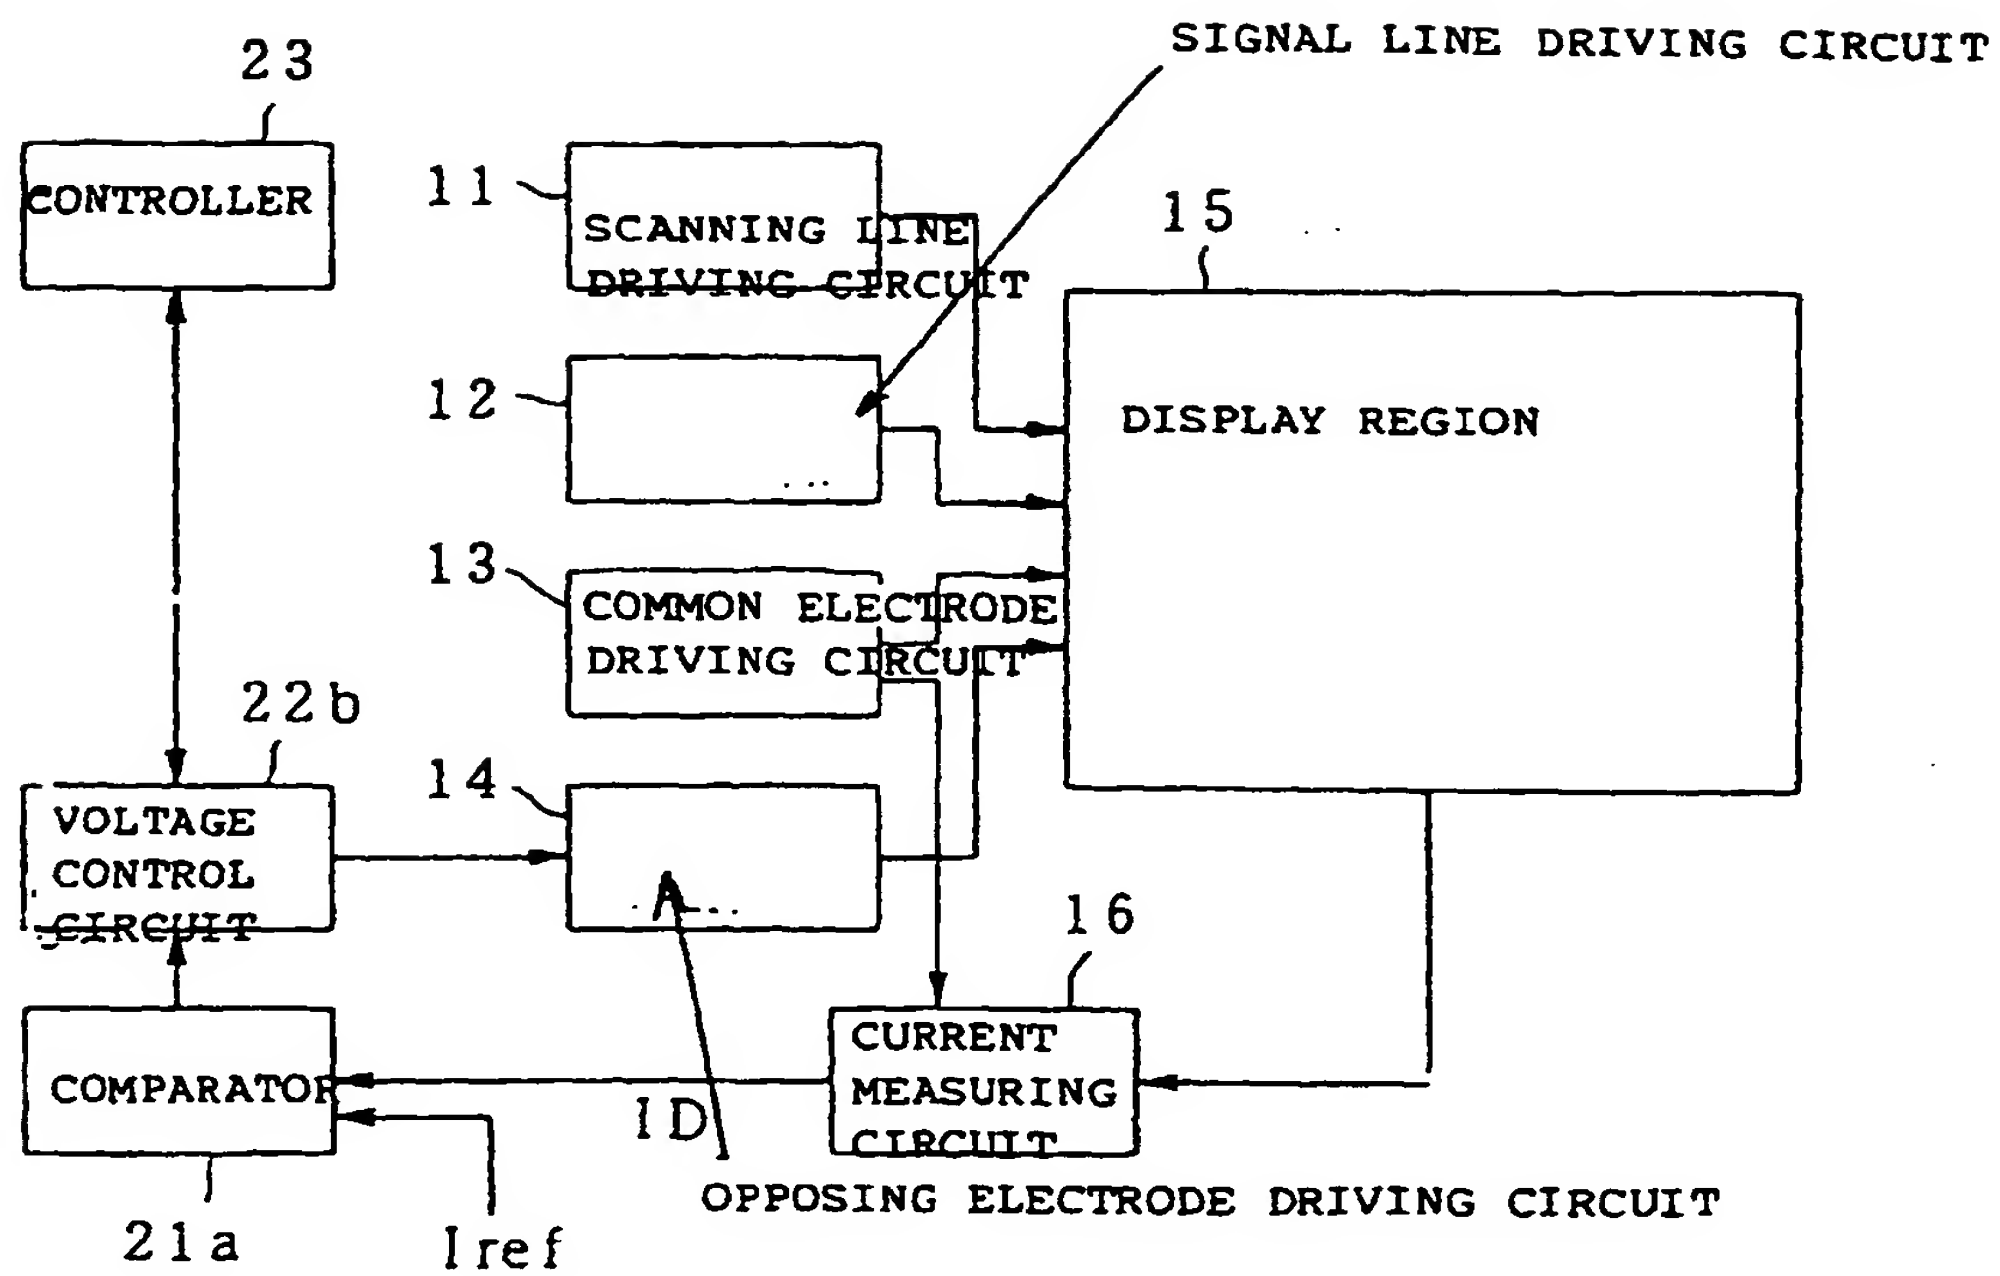 SIGNAL LINE DRIVING CIRCUIT
23
CONTROLLER
11
SCANNING LINE
DRIVING CIRCUIT
15
12
DISPLAY REGION
13
COMMON ELECTRODE
DRIVING CIRCUIT
22b
14
VOLTAGE
CONTROL
CIRCUIT
16
CURRENT
MEASURING
CIRCUIT
COMPARATOR
ID
OPPOSING ELECTRODE DRIVING CIRCUIT
21a
Iref